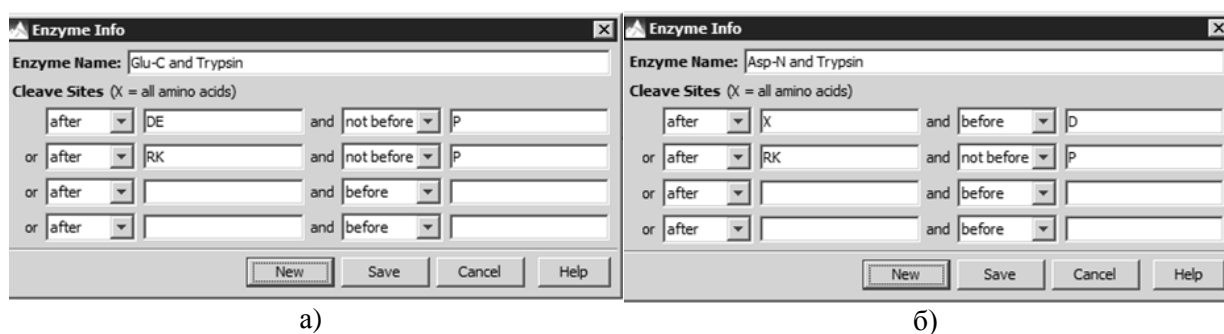 Enzyme Info
Enzyme Name: Glu-C and Trypsin
Cleave Sites (X = all amino acids)
after DE and not before P
or after RK and not before P
or after and before
or after and before
New Save Cancel Help
а)
Enzyme Info
Enzyme Name: Asp-N and Trypsin
Cleave Sites (X = all amino acids)
after X and before D
or after RK and not before P
or after and before
or after and before
New Save Cancel Help
б)